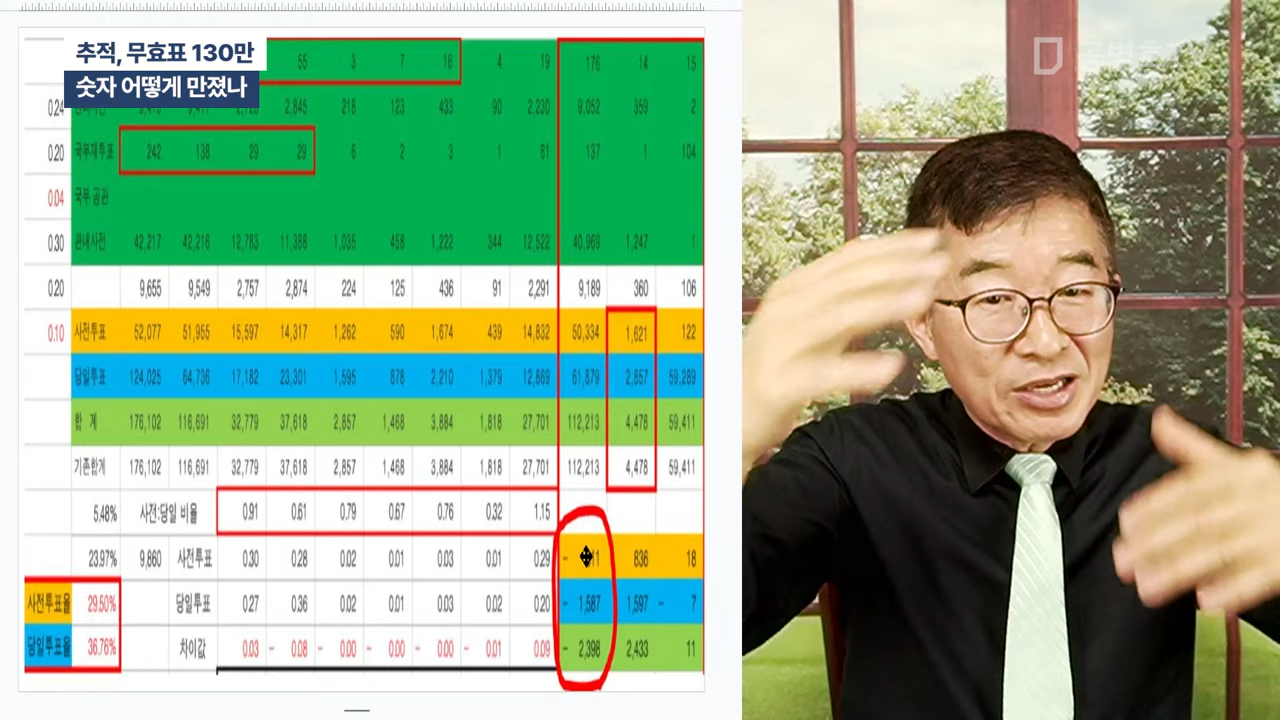 추적, 무효표 130만
숫자 어떻게 만졌나
55 3 7 16 4 19 176 14 15
0.24 2,845 218 123 433 90 2,230 9,052 359 2
0.20 국부재투표 242 138 29 29 6 2 3 1 61 137 1 104
0.04 국부 공관
0.30 관내사전 42,217 42,216 12,783 11,388 1,035 458 1,222 344 12,522 40,969 1,247 1
0.20 9,655 9,549 2,757 2,874 224 125 436 91 2,291 9,189 360 106
0.10 사전투표 52,077 51,955 15,597 14,317 1,262 590 1,674 439 14,832 50,334 1,621 122
당일투표 124,025 64,736 17,182 23,301 1,595 878 2,210 1,379 12,869 61,879 2,857 59,289
합 계 176,102 116,691 32,779 37,618 2,857 1,468 3,884 1,818 27,701 112,213 4,478 59,411
기존합계 176,102 116,691 32,779 37,618 2,857 1,468 3,884 1,818 27,701 112,213 4,478 59,411
5.48% 사전:당일 비율 0.91 0.61 0.79 0.67 0.76 0.32 1.15
23.97% 9,860 사전투표 0.30 0.28 0.02 0.01 0.03 0.01 0.29 - 11 836 18
사전투표율 29.50% 당일투표 0.27 0.36 0.02 0.01 0.03 0.02 0.20 - 1,587 1,597 - 7
당일투표율 36.76% 차이값 0.03 - 0.08 - 0.00 - 0.00 - 0.00 - 0.01 0.09 - 2,398 2,433 11